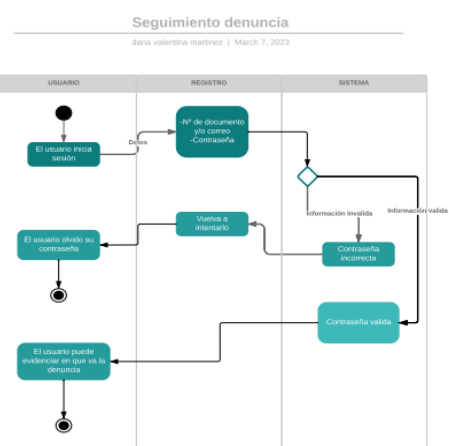 Seguimiento denuncia
dana valentina martinez | March 7, 2023
USUARIO
REGISTRO
SISTEMA
El usuario inicia
sesión
Datos
-Nº de documento
y/o correo
-Contraseña
Información Invalida
Información valida
Vuelva a
intentarlo
El usuario olvido su
contraseña
Contraseña
incorrecta
Contraseña valida
El usuario puede
evidenciar en que va la
denuncia